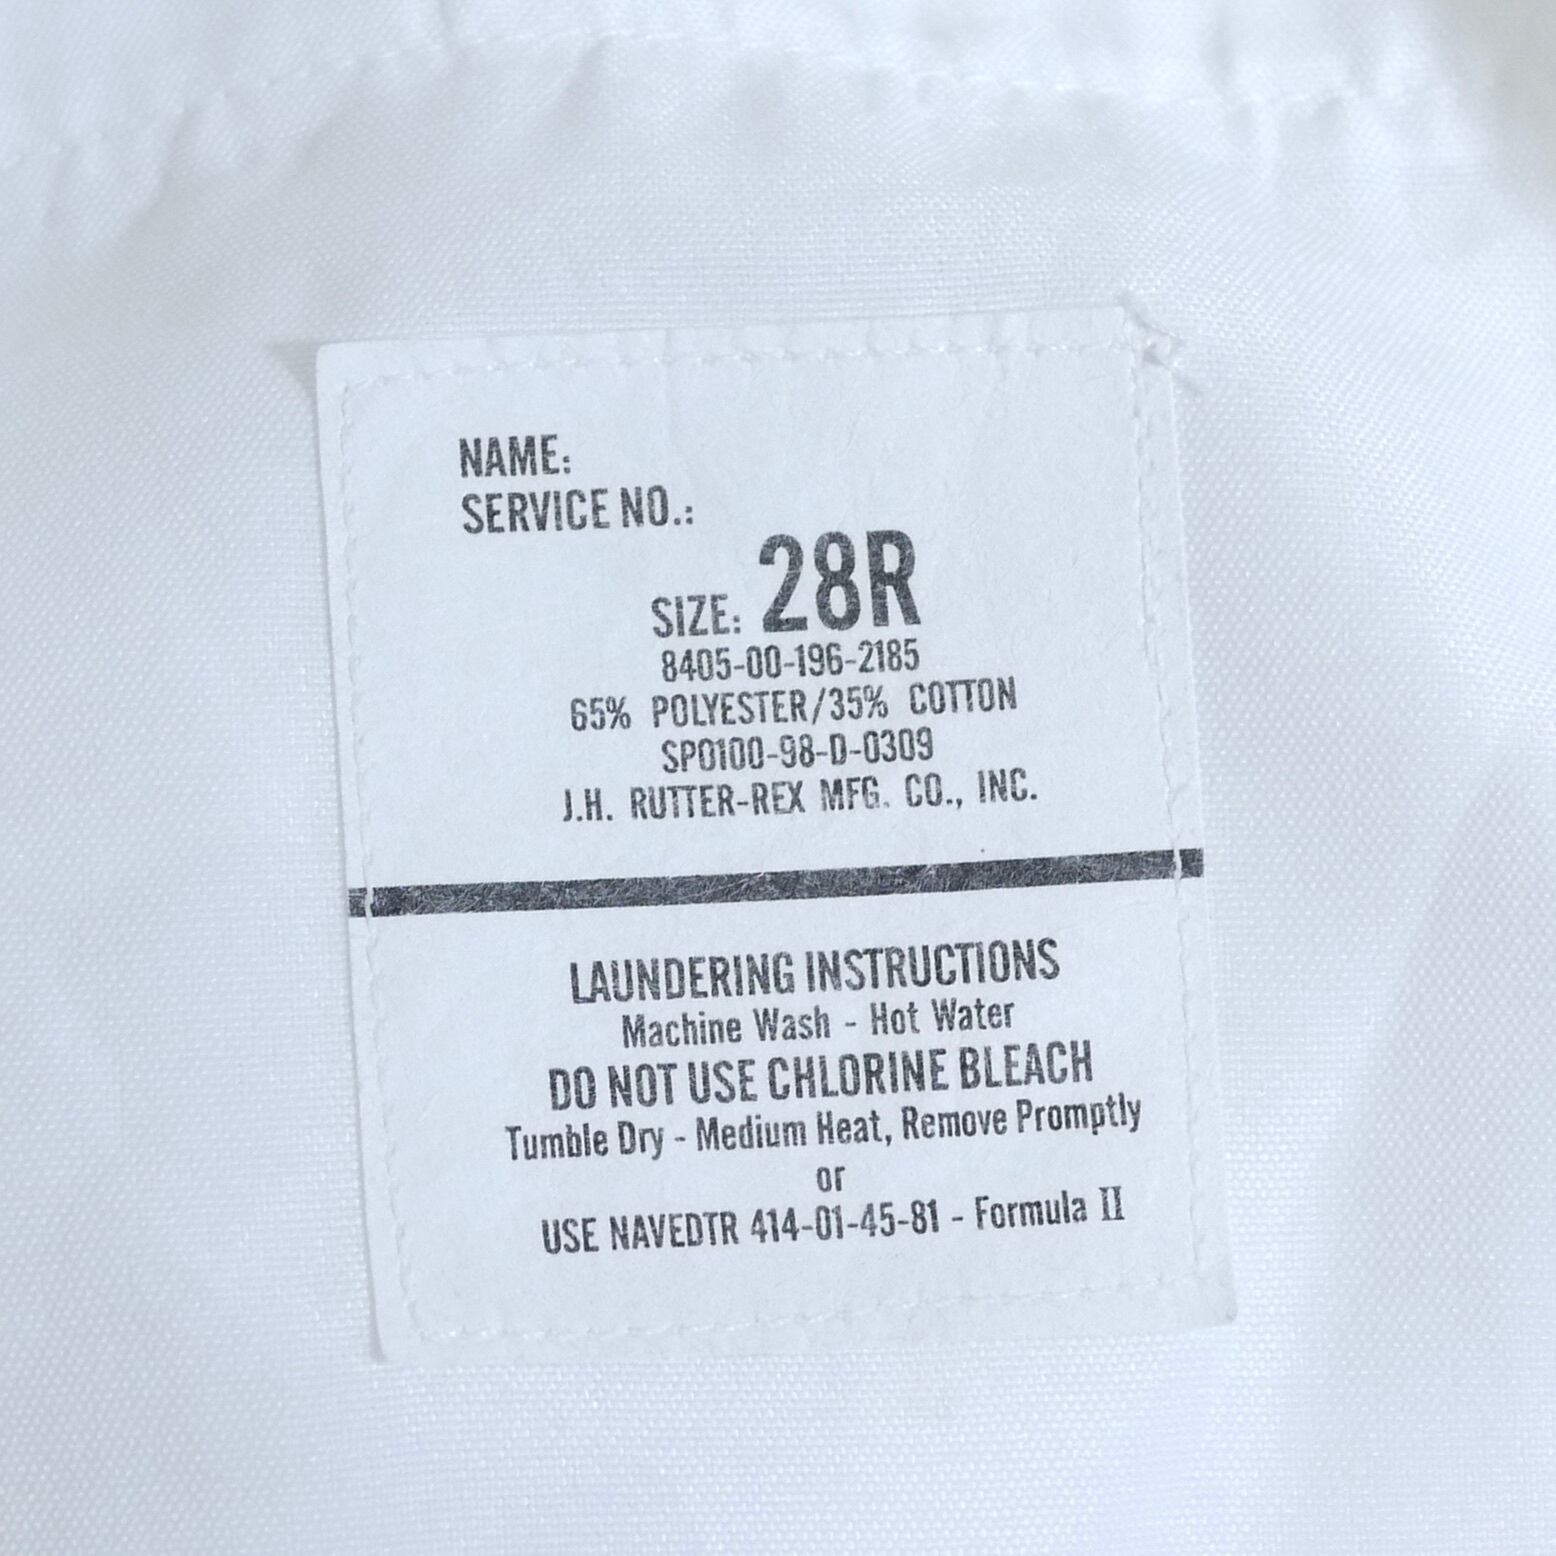 NAME:
SERVICE NO.:
SIZE: 28R
8405-00-196-2185
65% POLYESTER/35% COTTON
SP0100-98-D-0309
J.H. RUTTER-REX MFG. CO., INC.
LAUNDERING INSTRUCTIONS
Machine Wash - Hot Water
DO NOT USE CHLORINE BLEACH
Tumble Dry - Medium Heat, Remove Promptly
or
USE NAVEDTR 414-01-45-81 - Formula II